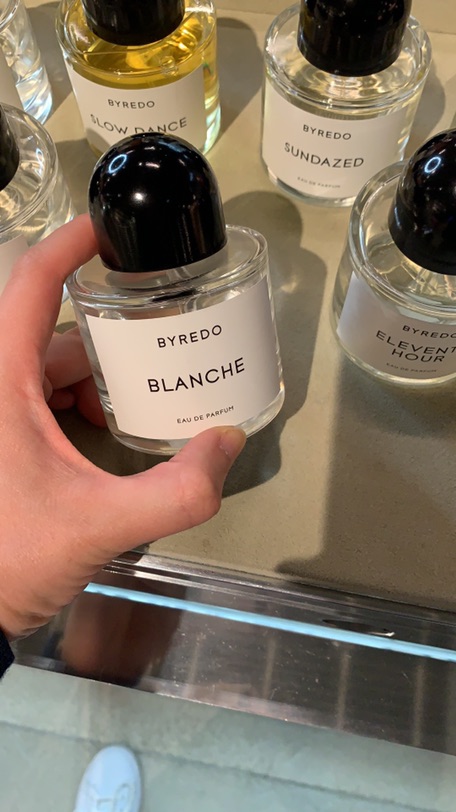 BYREDO
SLOW DANCE
BYREDO
SUNDAZED
EAU DE PARFUM
BYREDO
BLANCHE
EAU DE PARFUM
BYREDO
ELEVENT
HOUR
EAU DE PARFUM